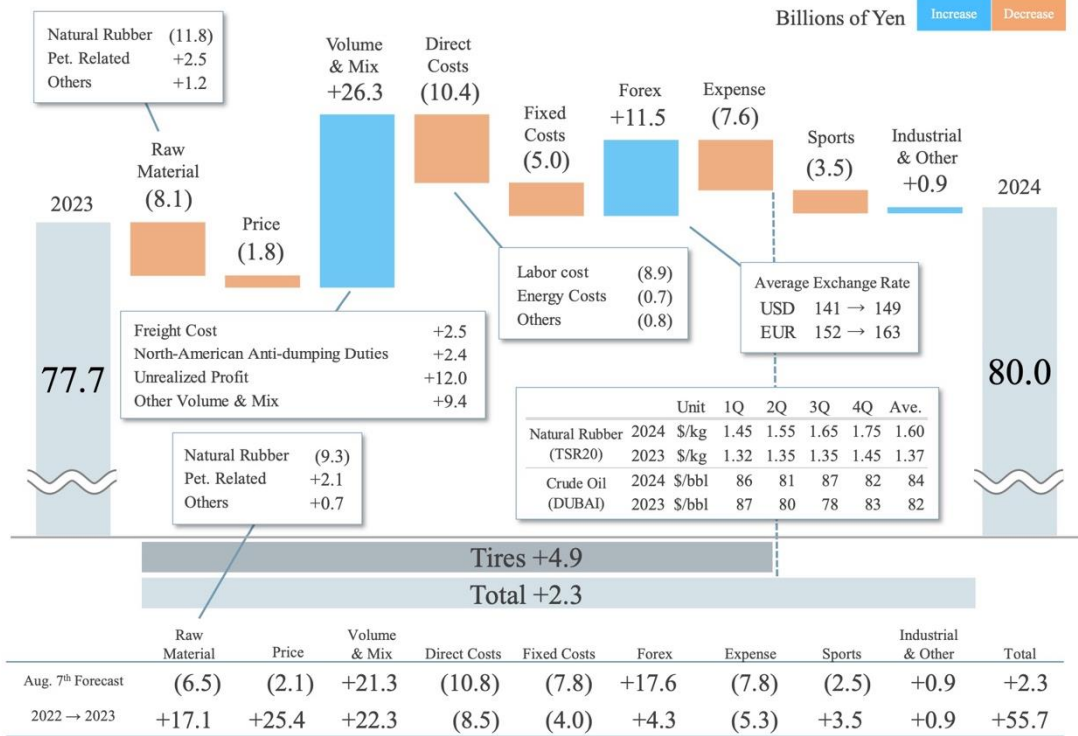 Billions of Yen Increase Decrease
Natural Rubber (11.8)
Pet. Related +2.5
Others +1.2
2023
77.7
Raw
Material
(8.1)
Price
(1.8)
Volume
& Mix
+26.3
Direct
Costs
(10.4)
Fixed
Costs
(5.0)
Forex
+11.5
Expense
(7.6)
Sports
(3.5)
Industrial
& Other
+0.9
2024
80.0
Freight Cost +2.5
North-American Anti-dumping Duties +2.4
Unrealized Profit +12.0
Other Volume & Mix +9.4
Labor cost (8.9)
Energy Costs (0.7)
Others (0.8)
Average Exchange Rate
USD 141 → 149
EUR 152 → 163
Natural Rubber (9.3)
Pet. Related +2.1
Others +0.7
Unit 1Q 2Q 3Q 4Q Ave.
Natural Rubber 2024 $/kg 1.45 1.55 1.65 1.75 1.60
(TSR20) 2023 $/kg 1.32 1.35 1.35 1.45 1.37
Crude Oil 2024 $/bbl 86 81 87 82 84
(DUBAI) 2023 $/bbl 87 80 78 83 82
Tires +4.9
Total +2.3
Raw Material Price Volume & Mix Direct Costs Fixed Costs Forex Expense Sports Industrial & Other Total
Aug. 7th Forecast (6.5) (2.1) +21.3 (10.8) (7.8) +17.6 (7.8) (2.5) +0.9 +2.3
2022 → 2023 +17.1 +25.4 +22.3 (8.5) (4.0) +4.3 (5.3) +3.5 +0.9 +55.7